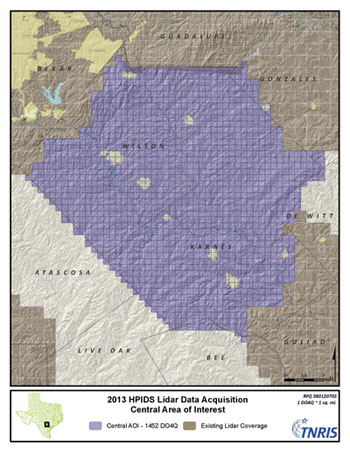 GUADALUPE
BEXAR
GONZALES
WILSON
DE WITT
KARNES
ATASCOSA
GOLIAD
LIVE OAK
BEE
2013 HPIDS Lidar Data Acquisition
Central Area of Interest
RFQ 580120703
1 DO4Q ~ 1 sq. mi.
Central AOI - 1452 DO4Q
Existing Lidar Coverage
TNRIS